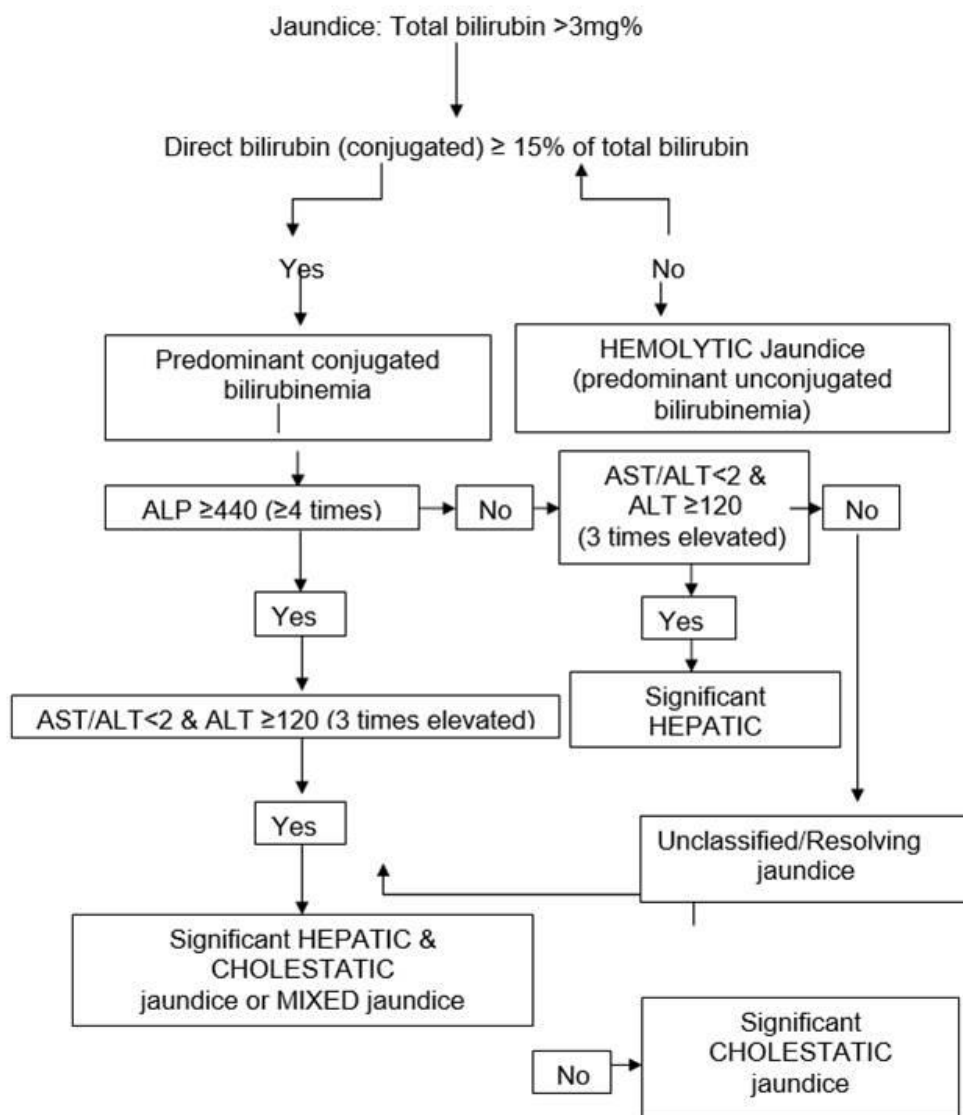 Jaundice: Total bilirubin >3mg%
Direct bilirubin (conjugated) ≥ 15% of total bilirubin
Yes
No
Predominant conjugated
bilirubinemia
HEMOLYTIC Jaundice
(predominant unconjugated
bilirubinemia)
ALP ≥440 (≥4 times)
No
AST/ALT<2 &
ALT ≥120
(3 times elevated)
No
Yes
Yes
AST/ALT<2 & ALT ≥120 (3 times elevated)
Significant
HEPATIC
Yes
Unclassified/Resolving
jaundice
Significant HEPATIC &
CHOLESTATIC
jaundice or MIXED jaundice
No
Significant
CHOLESTATIC
jaundice